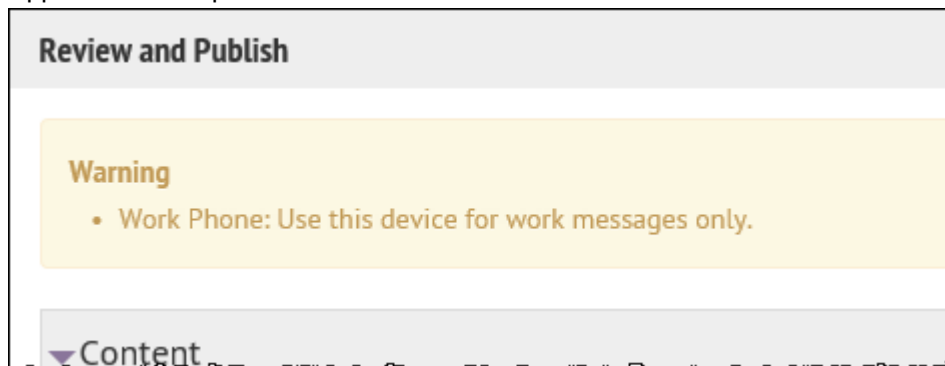 Review and Publish
Warning
• Work Phone: Use this device for work messages only.
Content